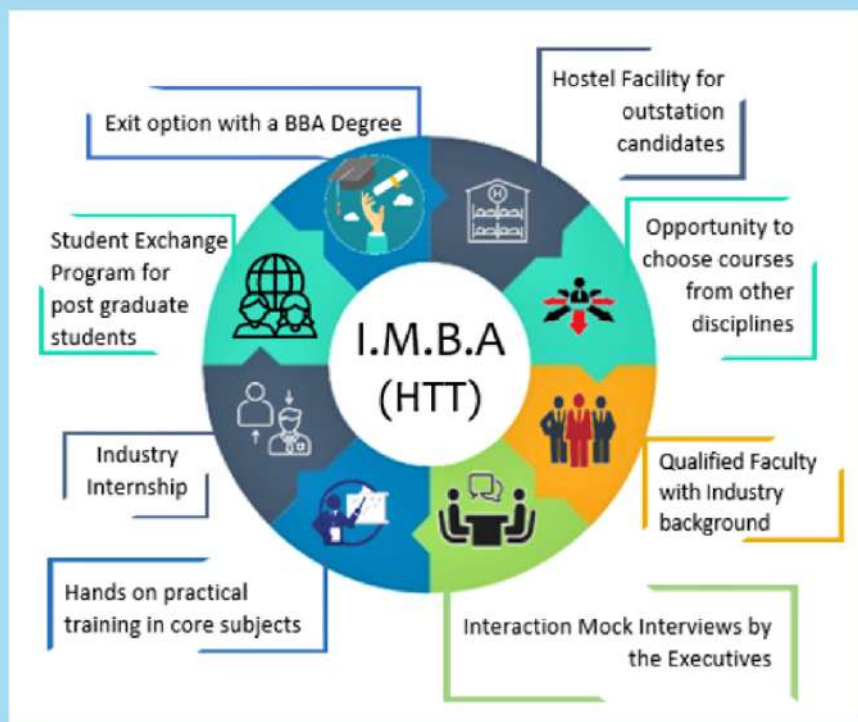 Exit option with a BBA Degree
Hostel Facility for
outstation
candidates
Student Exchange
Program for
post graduate
students
Opportunity to
choose courses
from other
disciplines
I.M.B.A
(HTT)
Industry
Internship
Qualified Faculty
with Industry
background
Hands on practical
training in core subjects
Interaction Mock Interviews by
the Executives
H